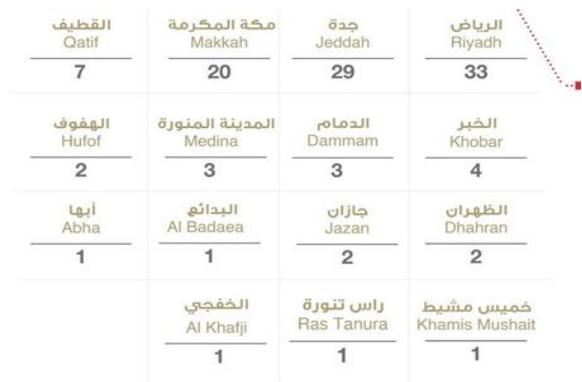 الرياض
Riyadh
33
جدة
Jeddah
29
مكة المكرمة
Makkah
20
القطيف
Qatif
7
الخبر
Khobar
4
الدمام
Dammam
3
المدينة المنورة
Medina
3
الهفوف
Hufof
2
الظهران
Dhahran
2
جازان
Jazan
2
البدائع
Al Badaea
1
أبها
Abha
1
خميس مشيط
Khamis Mushait
1
راس تنورة
Ras Tanura
1
الخفجي
Al Khafji
1